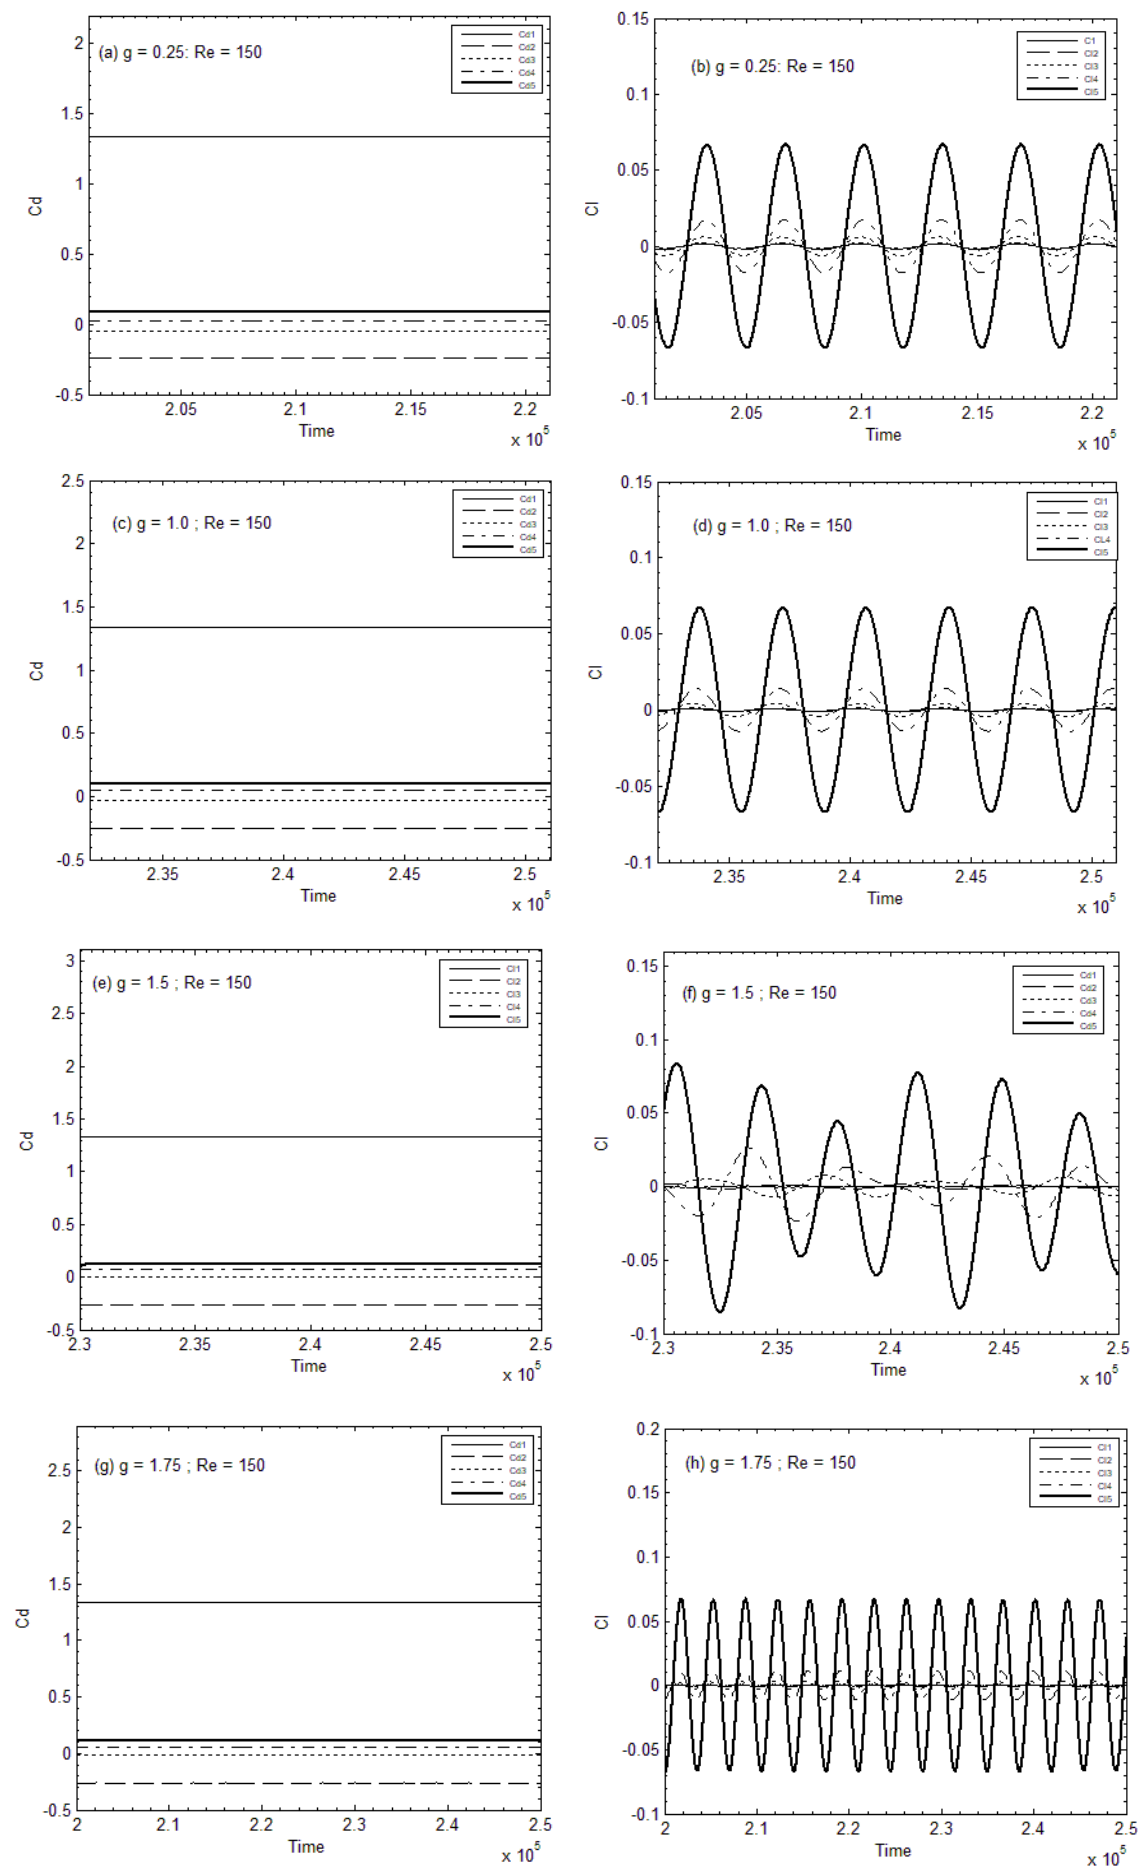 (a) g = 0.25: Re = 150
Cd1
Cd2
Cd3
Cd4
Cd5
2
1.5
1
0.5
0
-0.5
Cd
2.05
2.1
2.15
2.2
Time
x 10^5
(b) g = 0.25: Re = 150
C1
Cl2
Cl3
Cl4
Cl5
0.15
0.1
0.05
0
-0.05
-0.1
Cl
2.05
2.1
2.15
2.2
Time
x 10^5
(c) g = 1.0 ; Re = 150
Cd1
Cd2
Cd3
Cd4
Cd5
2.5
2
1.5
1
0.5
0
-0.5
Cd
2.35
2.4
2.45
2.5
Time
x 10^5
(d) g = 1.0 ; Re = 150
Cl1
Cl2
Cl3
CL4
Cl5
0.15
0.1
0.05
0
-0.05
-0.1
Cl
2.35
2.4
2.45
2.5
Time
x 10^5
(e) g = 1.5 ; Re = 150
Cl1
Cl2
Cl3
Cl4
Cl5
3
2.5
2
1.5
1
0.5
0
-0.5
Cd
2.3
2.35
2.4
2.45
2.5
Time
x 10^5
(f) g = 1.5 ; Re = 150
Cd1
Cd2
Cd3
Cd4
Cd5
0.15
0.1
0.05
0
-0.05
-0.1
Cl
2.3
2.35
2.4
2.45
2.5
Time
x 10^5
(g) g = 1.75 ; Re = 150
Cd1
Cd2
Cd3
Cd4
Cd5
2.5
2
1.5
1
0.5
0
-0.5
Cd
2
2.1
2.2
2.3
2.4
2.5
Time
x 10^5
(h) g = 1.75 ; Re = 150
Cl1
Cl2
Cl3
Cl4
Cl5
0.2
0.15
0.1
0.05
0
-0.05
-0.1
Cl
2
2.1
2.2
2.3
2.4
2.5
Time
x 10^5